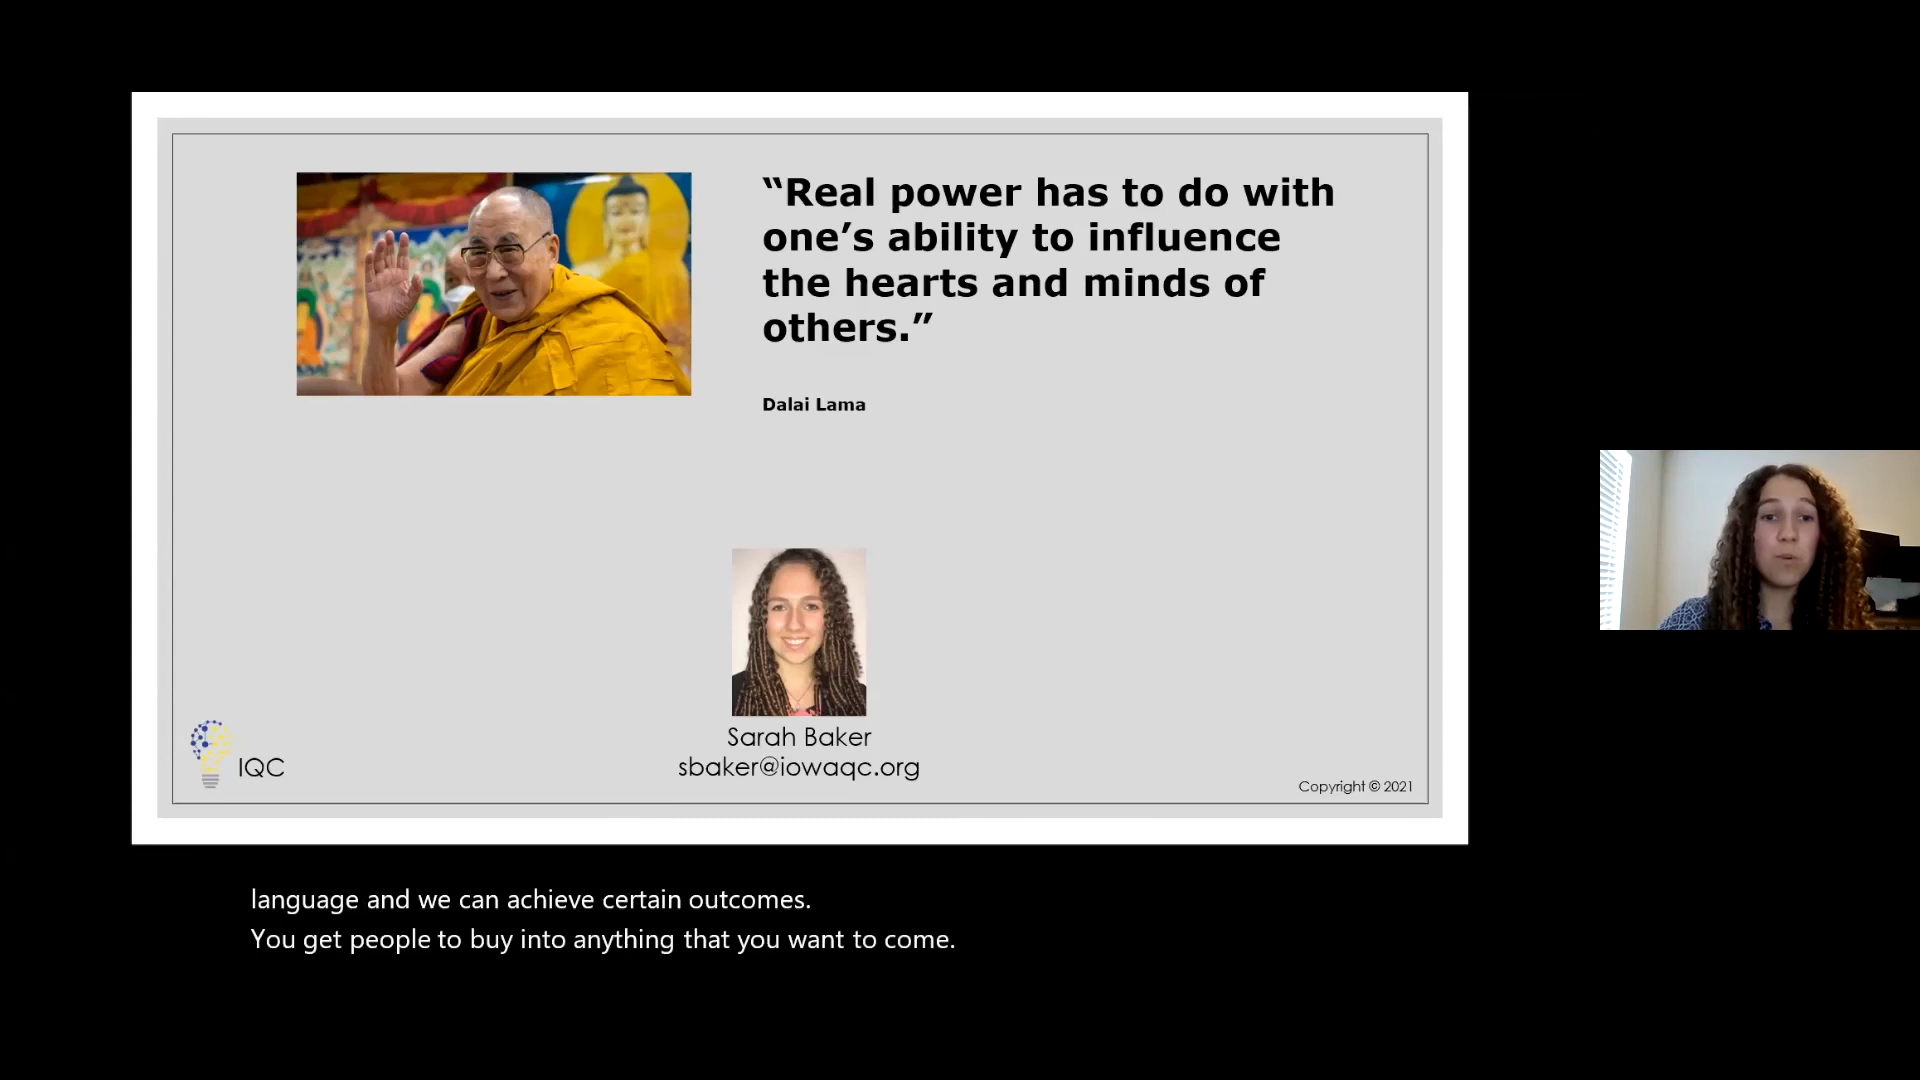 “Real power has to do with
one’s ability to influence
the hearts and minds of
others.”
Dalai Lama
Sarah Baker
sbaker@iowaqc.org
IQC
Copyright © 2021
language and we can achieve certain outcomes.
You get people to buy into anything that you want to come.